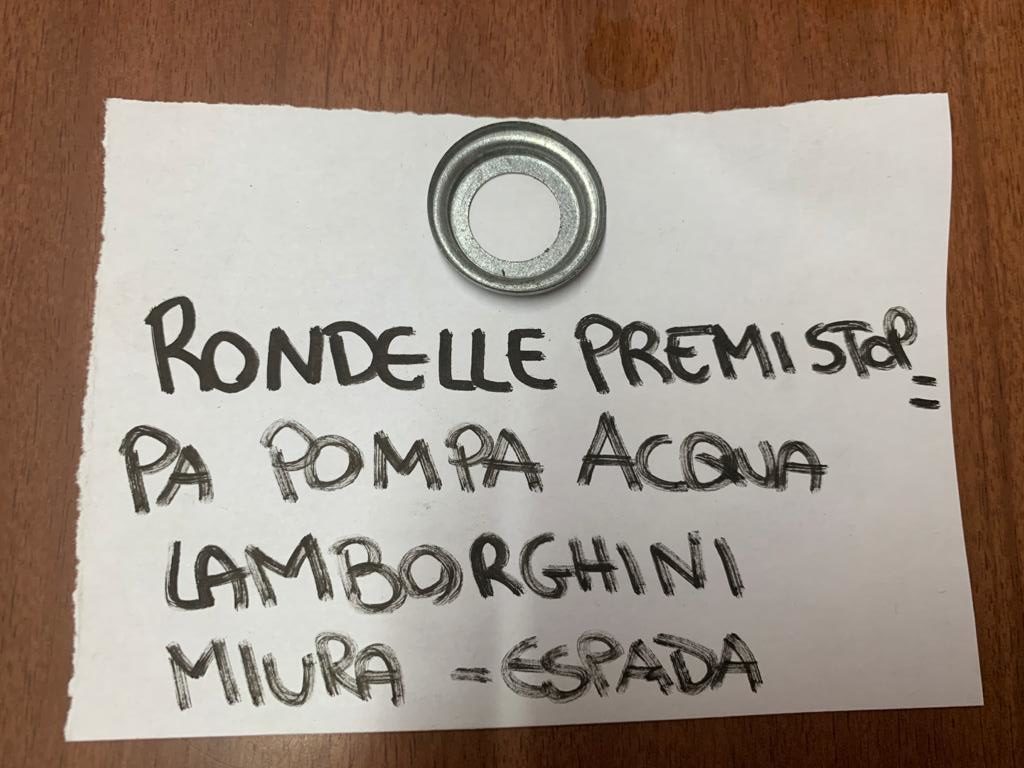 RONDELLE PREMISTOP=
PA POMPA ACQUA
LAMBORGHINI
MIURA - ESPADA